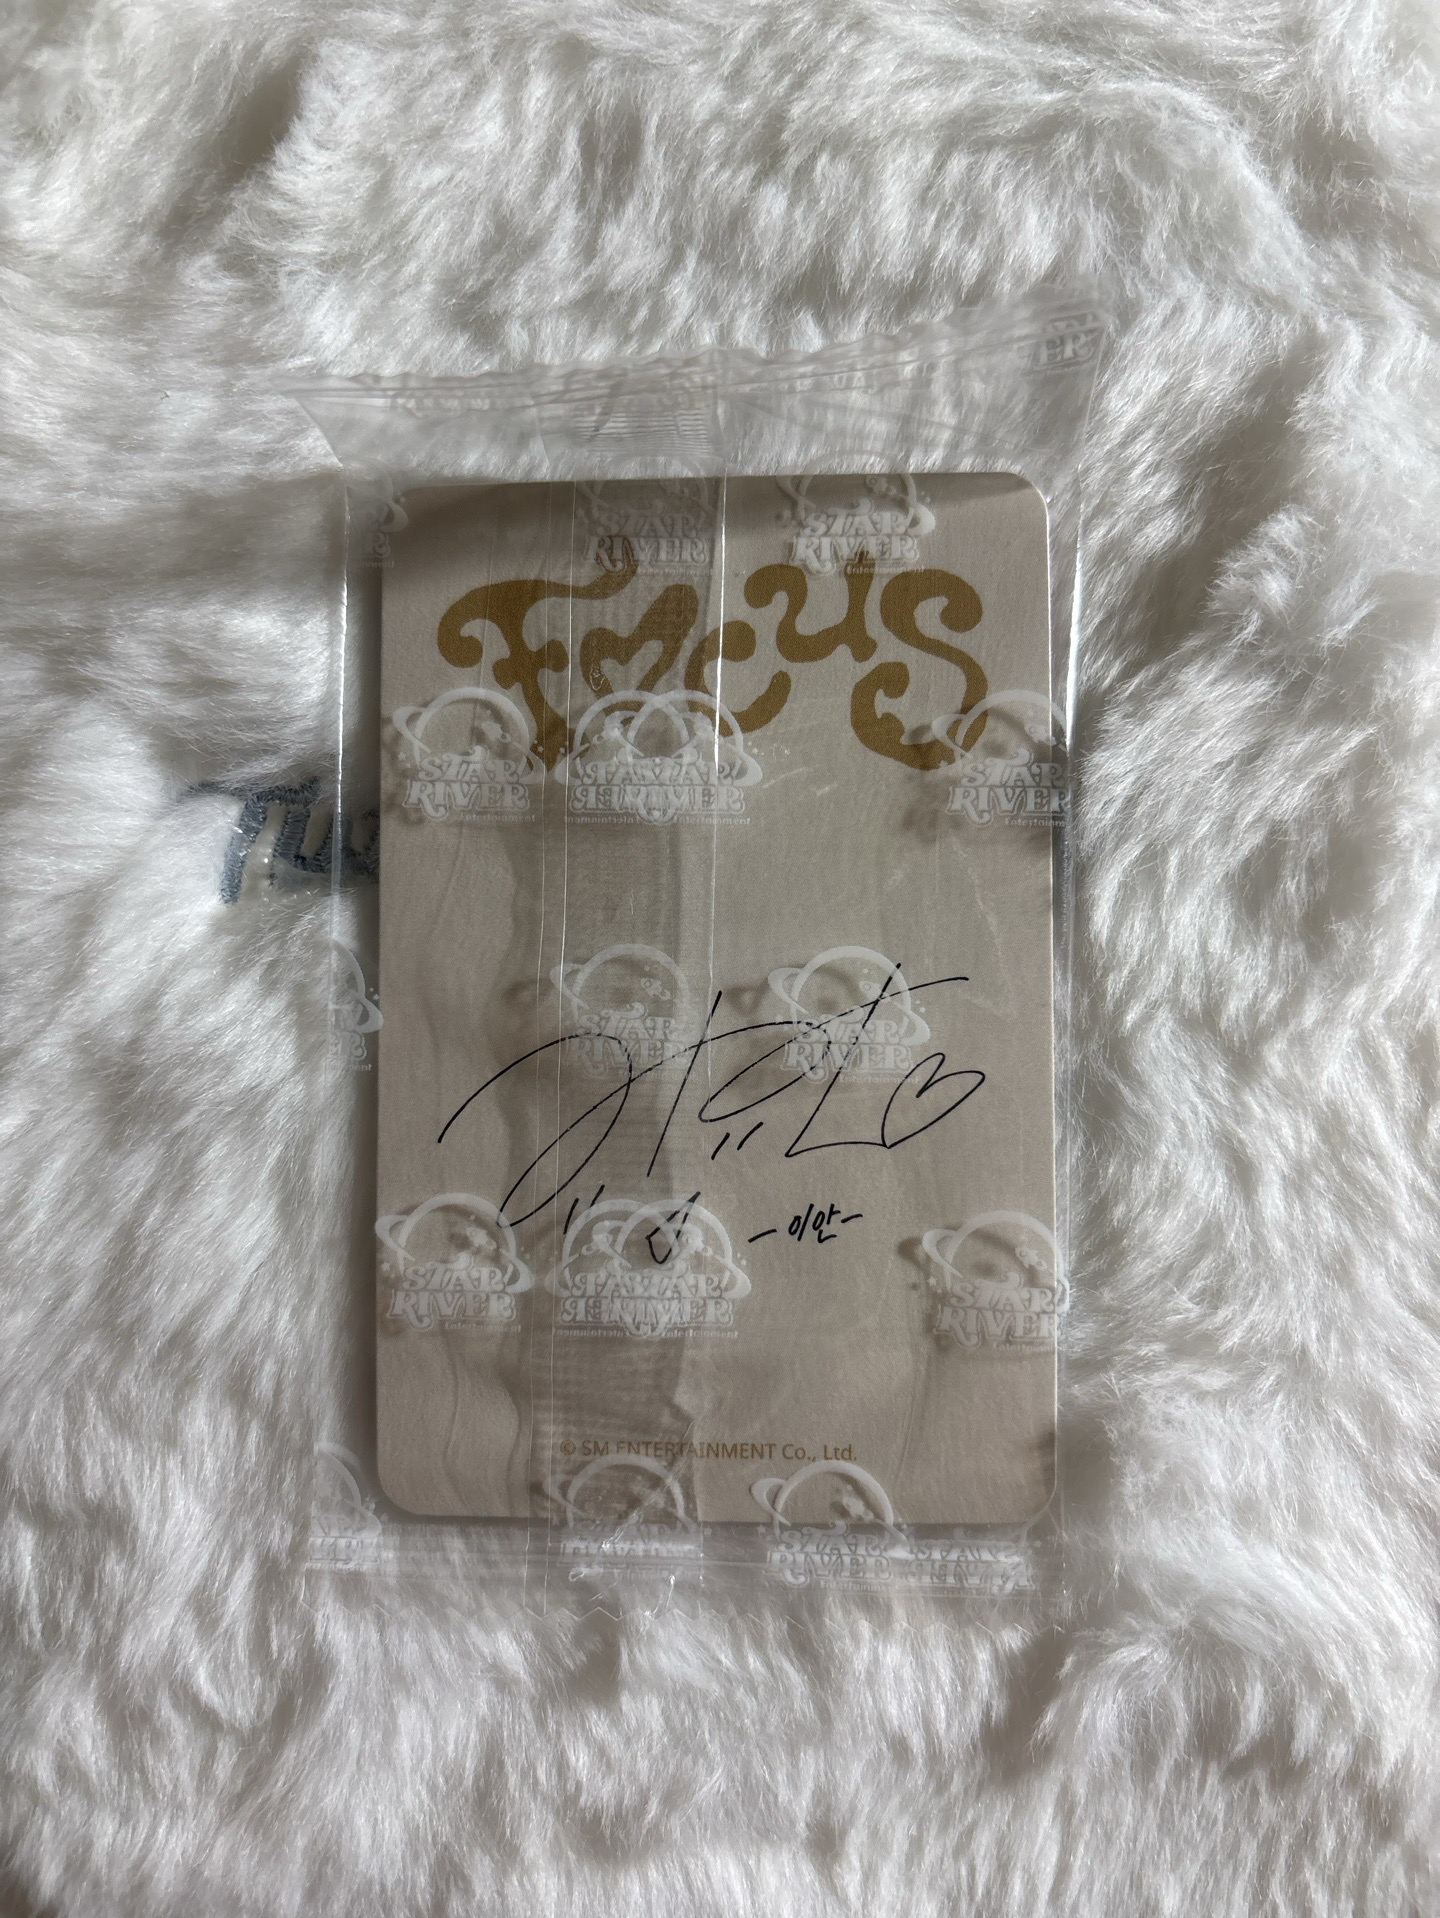 STAR RIVER Entertainment
Focus
- 이안 -
© SM ENTERTAINMENT Co., Ltd.